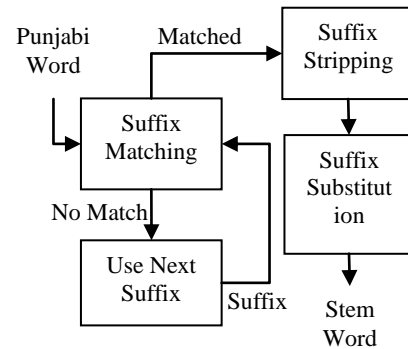 Punjabi
Word
Matched
Suffix
Stripping
Suffix
Matching
Suffix
Substitut
ion
No Match
Use Next
Suffix
Suffix
Stem
Word